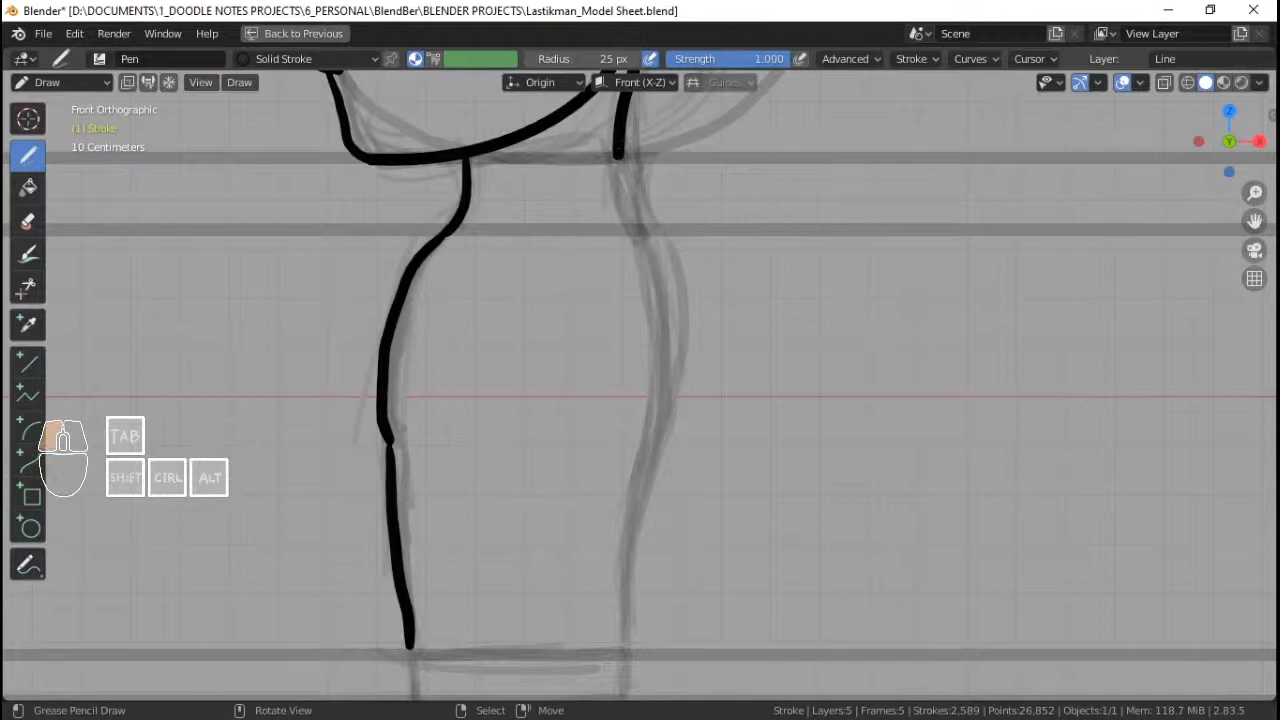 Blender* [D:\DOCUMENTS\1_DOODLE NOTES PROJECTS\6_PERSONAL\BlendBer\BLENDER PROJECTS\Lastikman_Model Sheet.blend]
File Edit Render Window Help Back to Previous Scene View Layer
Pen Solid Stroke Radius 25 px Strength 1.000 Advanced Stroke Curves Cursor Layer: Line
Draw View Draw Origin Front (X-Z) Guides
Front Orthographic
(1) Stroke
10 Centimeters
Z
Y X
TAB
SHIFT CTRL ALT
Grease Pencil Draw Rotate View Select Move Stroke | Layers:5 | Frames:5 | Strokes:2,589 | Points:26,852 | Objects:1/1 | Mem: 118.7 MiB | 2.83.5